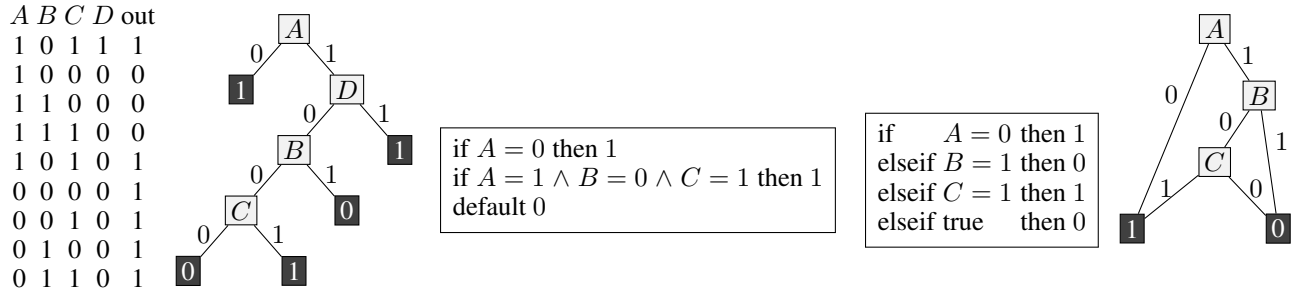 A B C D out
1 0 1 1 1
1 0 0 0 0
1 1 0 0 0
1 1 1 0 0
1 0 1 0 1
0 0 0 0 1
0 0 1 0 1
0 1 0 0 1
0 1 1 0 1
A
0 1
1 D
0 1
B 1
0 1
C 0
0 1
0 1
if A = 0 then 1
if A = 1 ∧ B = 0 ∧ C = 1 then 1
default 0
if A = 0 then 1
elseif B = 1 then 0
elseif C = 1 then 1
elseif true then 0
A
1
0 B
0 1
C
1 0
1 0